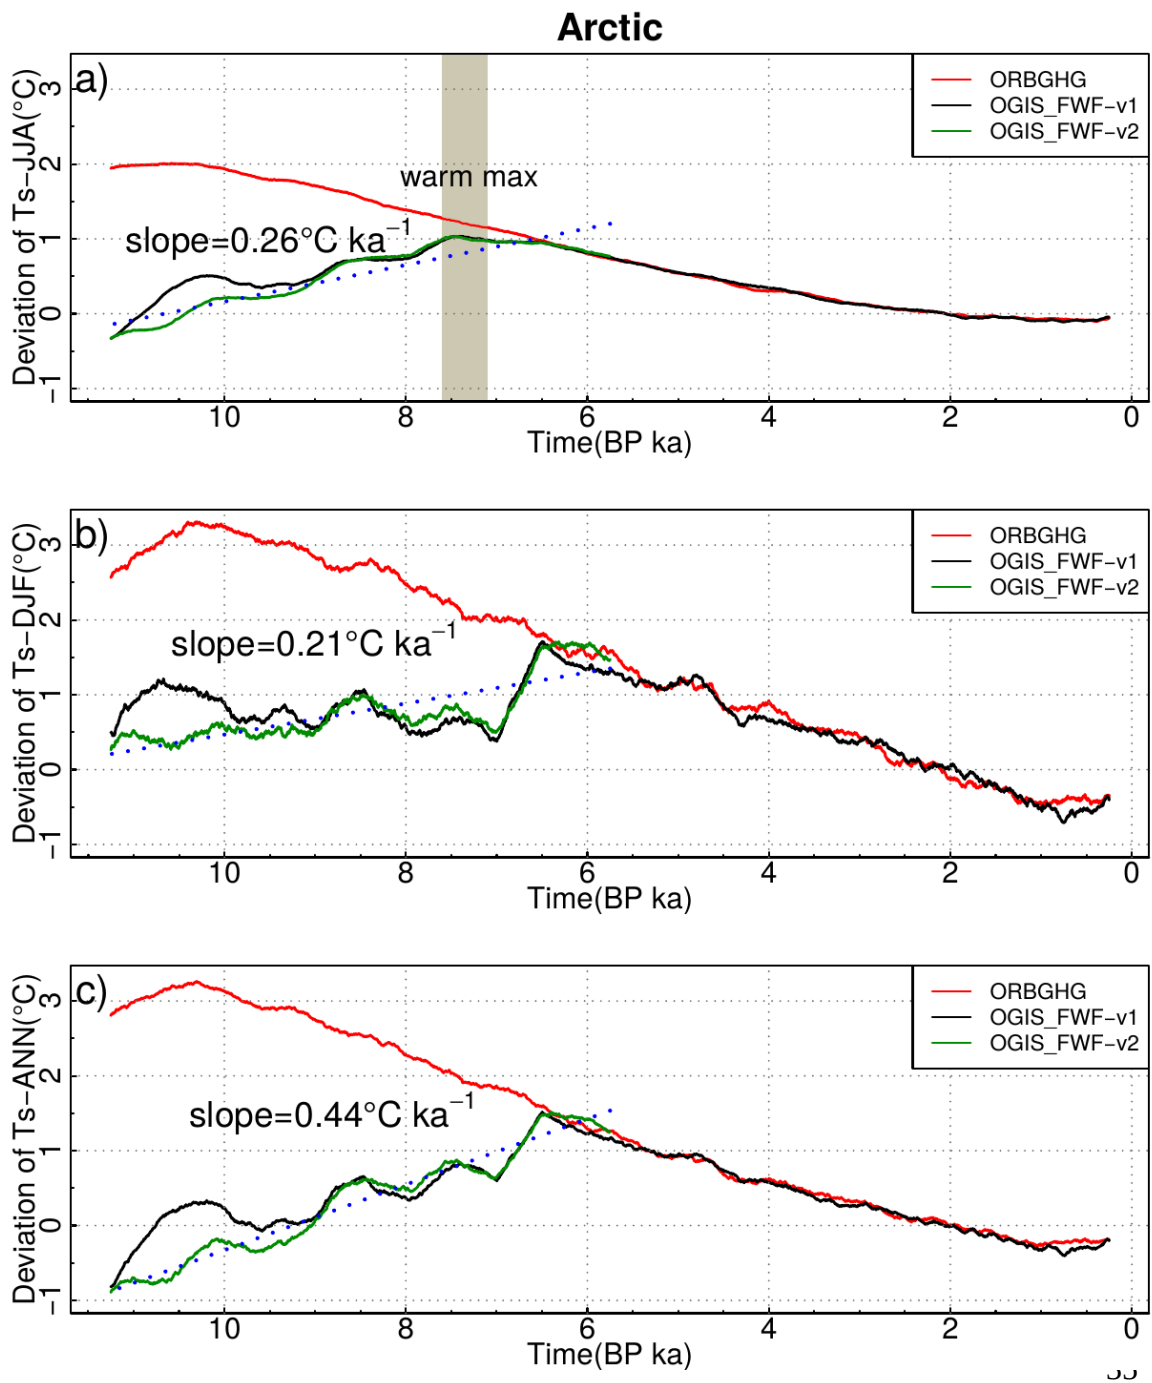 Arctic
a)
Deviation of Ts-JJA(°C)
3
2
1
0
−1
ORBGHG
OGIS_FWF−v1
OGIS_FWF−v2
warm max
slope=0.26°C ka−1
10 8 6 4 2 0
Time(BP ka)
b)
Deviation of Ts-DJF(°C)
3
2
1
0
−1
ORBGHG
OGIS_FWF−v1
OGIS_FWF−v2
slope=0.21°C ka−1
10 8 6 4 2 0
Time(BP ka)
c)
Deviation of Ts-ANN(°C)
3
2
1
0
−1
ORBGHG
OGIS_FWF−v1
OGIS_FWF−v2
slope=0.44°C ka−1
10 8 6 4 2 0
Time(BP ka)